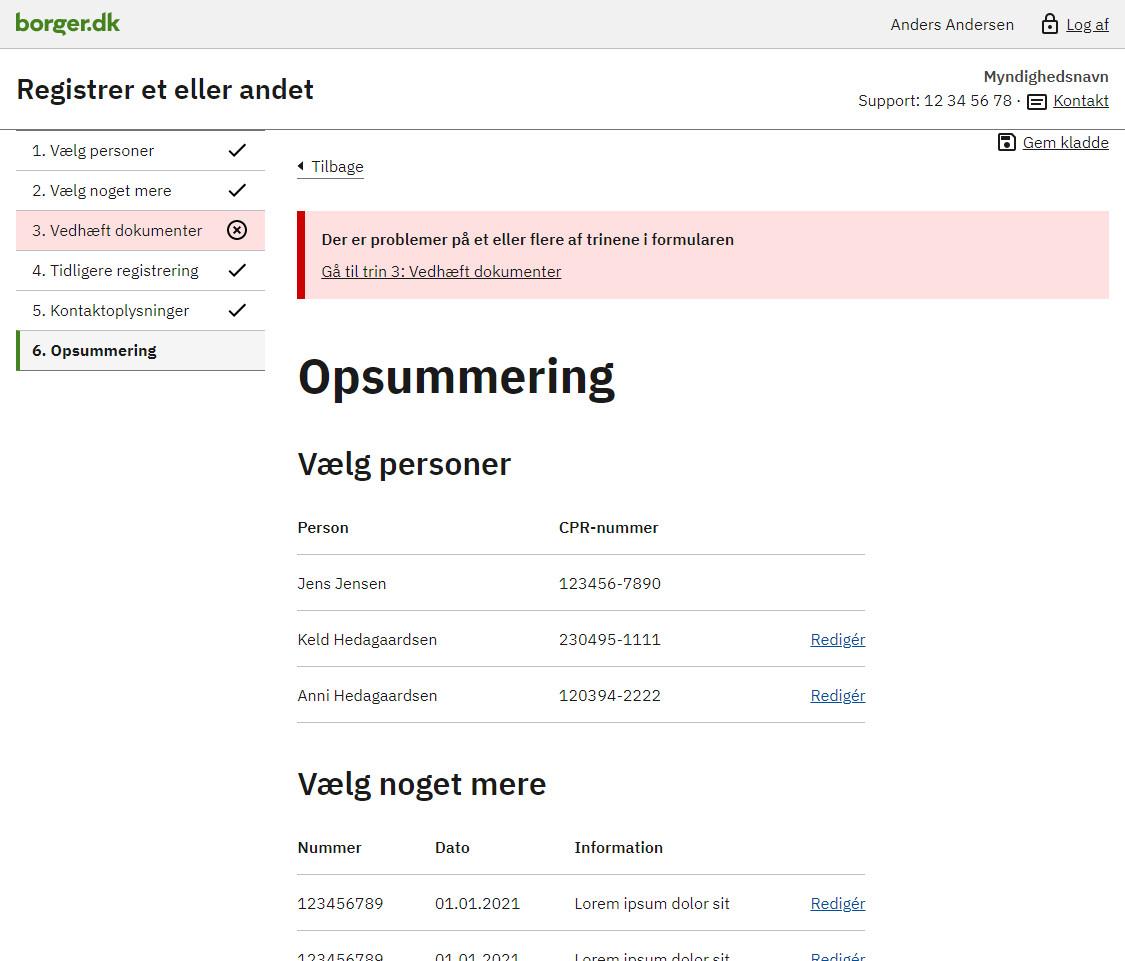 borger.dk
Anders Andersen Log af
Registrer et eller andet
Myndighedsnavn
Support: 12 34 56 78 · Kontakt
Gem kladde
1. Vælg personer
2. Vælg noget mere
3. Vedhæft dokumenter
4. Tidligere registrering
5. Kontaktoplysninger
6. Opsummering
Tilbage
Der er problemer på et eller flere af trinene i formularen
Gå til trin 3: Vedhæft dokumenter
Opsummering
Vælg personer
Person CPR-nummer
Jens Jensen 123456-7890
Keld Hedagaardsen 230495-1111 Redigér
Anni Hedagaardsen 120394-2222 Redigér
Vælg noget mere
Nummer Dato Information
123456789 01.01.2021 Lorem ipsum dolor sit Redigér
123456789 01.01.2021 Lorem ipsum dolor sit Redigér